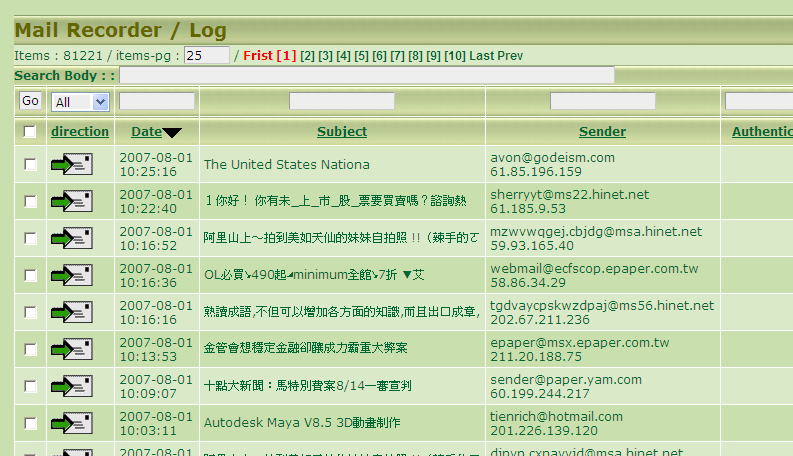 Mail Recorder / Log
Items : 81221 / items-pg : 25 / Frist [1] [2] [3] [4] [5] [6] [7] [8] [9] [10] Last Prev
Search Body : :
Go All
direction Date Subject Sender Authentic
2007-08-01 10:25:16 The United States Nationa avon@godeism.com 61.85.196.159
2007-08-01 10:22:40 1 你好！ 你有未_上_市_股_票要買賣嗎？諮詢熱 sherryyt@ms22.hinet.net 61.185.9.53
2007-08-01 10:16:52 阿里山上～拍到美如天仙的妹妹自拍照 !!（辣手的で mzwvwqgej.cbjdg@msa.hinet.net 59.93.165.40
2007-08-01 10:16:36 OL必買↘490起◢minimum全館↘7折 ▼艾 webmail@ecfscop.epaper.com.tw 58.86.34.29
2007-08-01 10:16:16 熟讀成語,不但可以增加各方面的知識,而且出口成章, tgdvaycpskwzdpaj@ms56.hinet.net 202.67.211.236
2007-08-01 10:13:53 金管會想穩定金融卻釀成力霸重大弊案 epaper@msx.epaper.com.tw 211.20.188.75
2007-08-01 10:09:07 十點大新聞：馬特別費案8/14一審宣判 sender@paper.yam.com 60.199.244.217
2007-08-01 10:03:11 Autodesk Maya V8.5 3D動畫制作 tienrich@hotmail.com 201.226.139.120